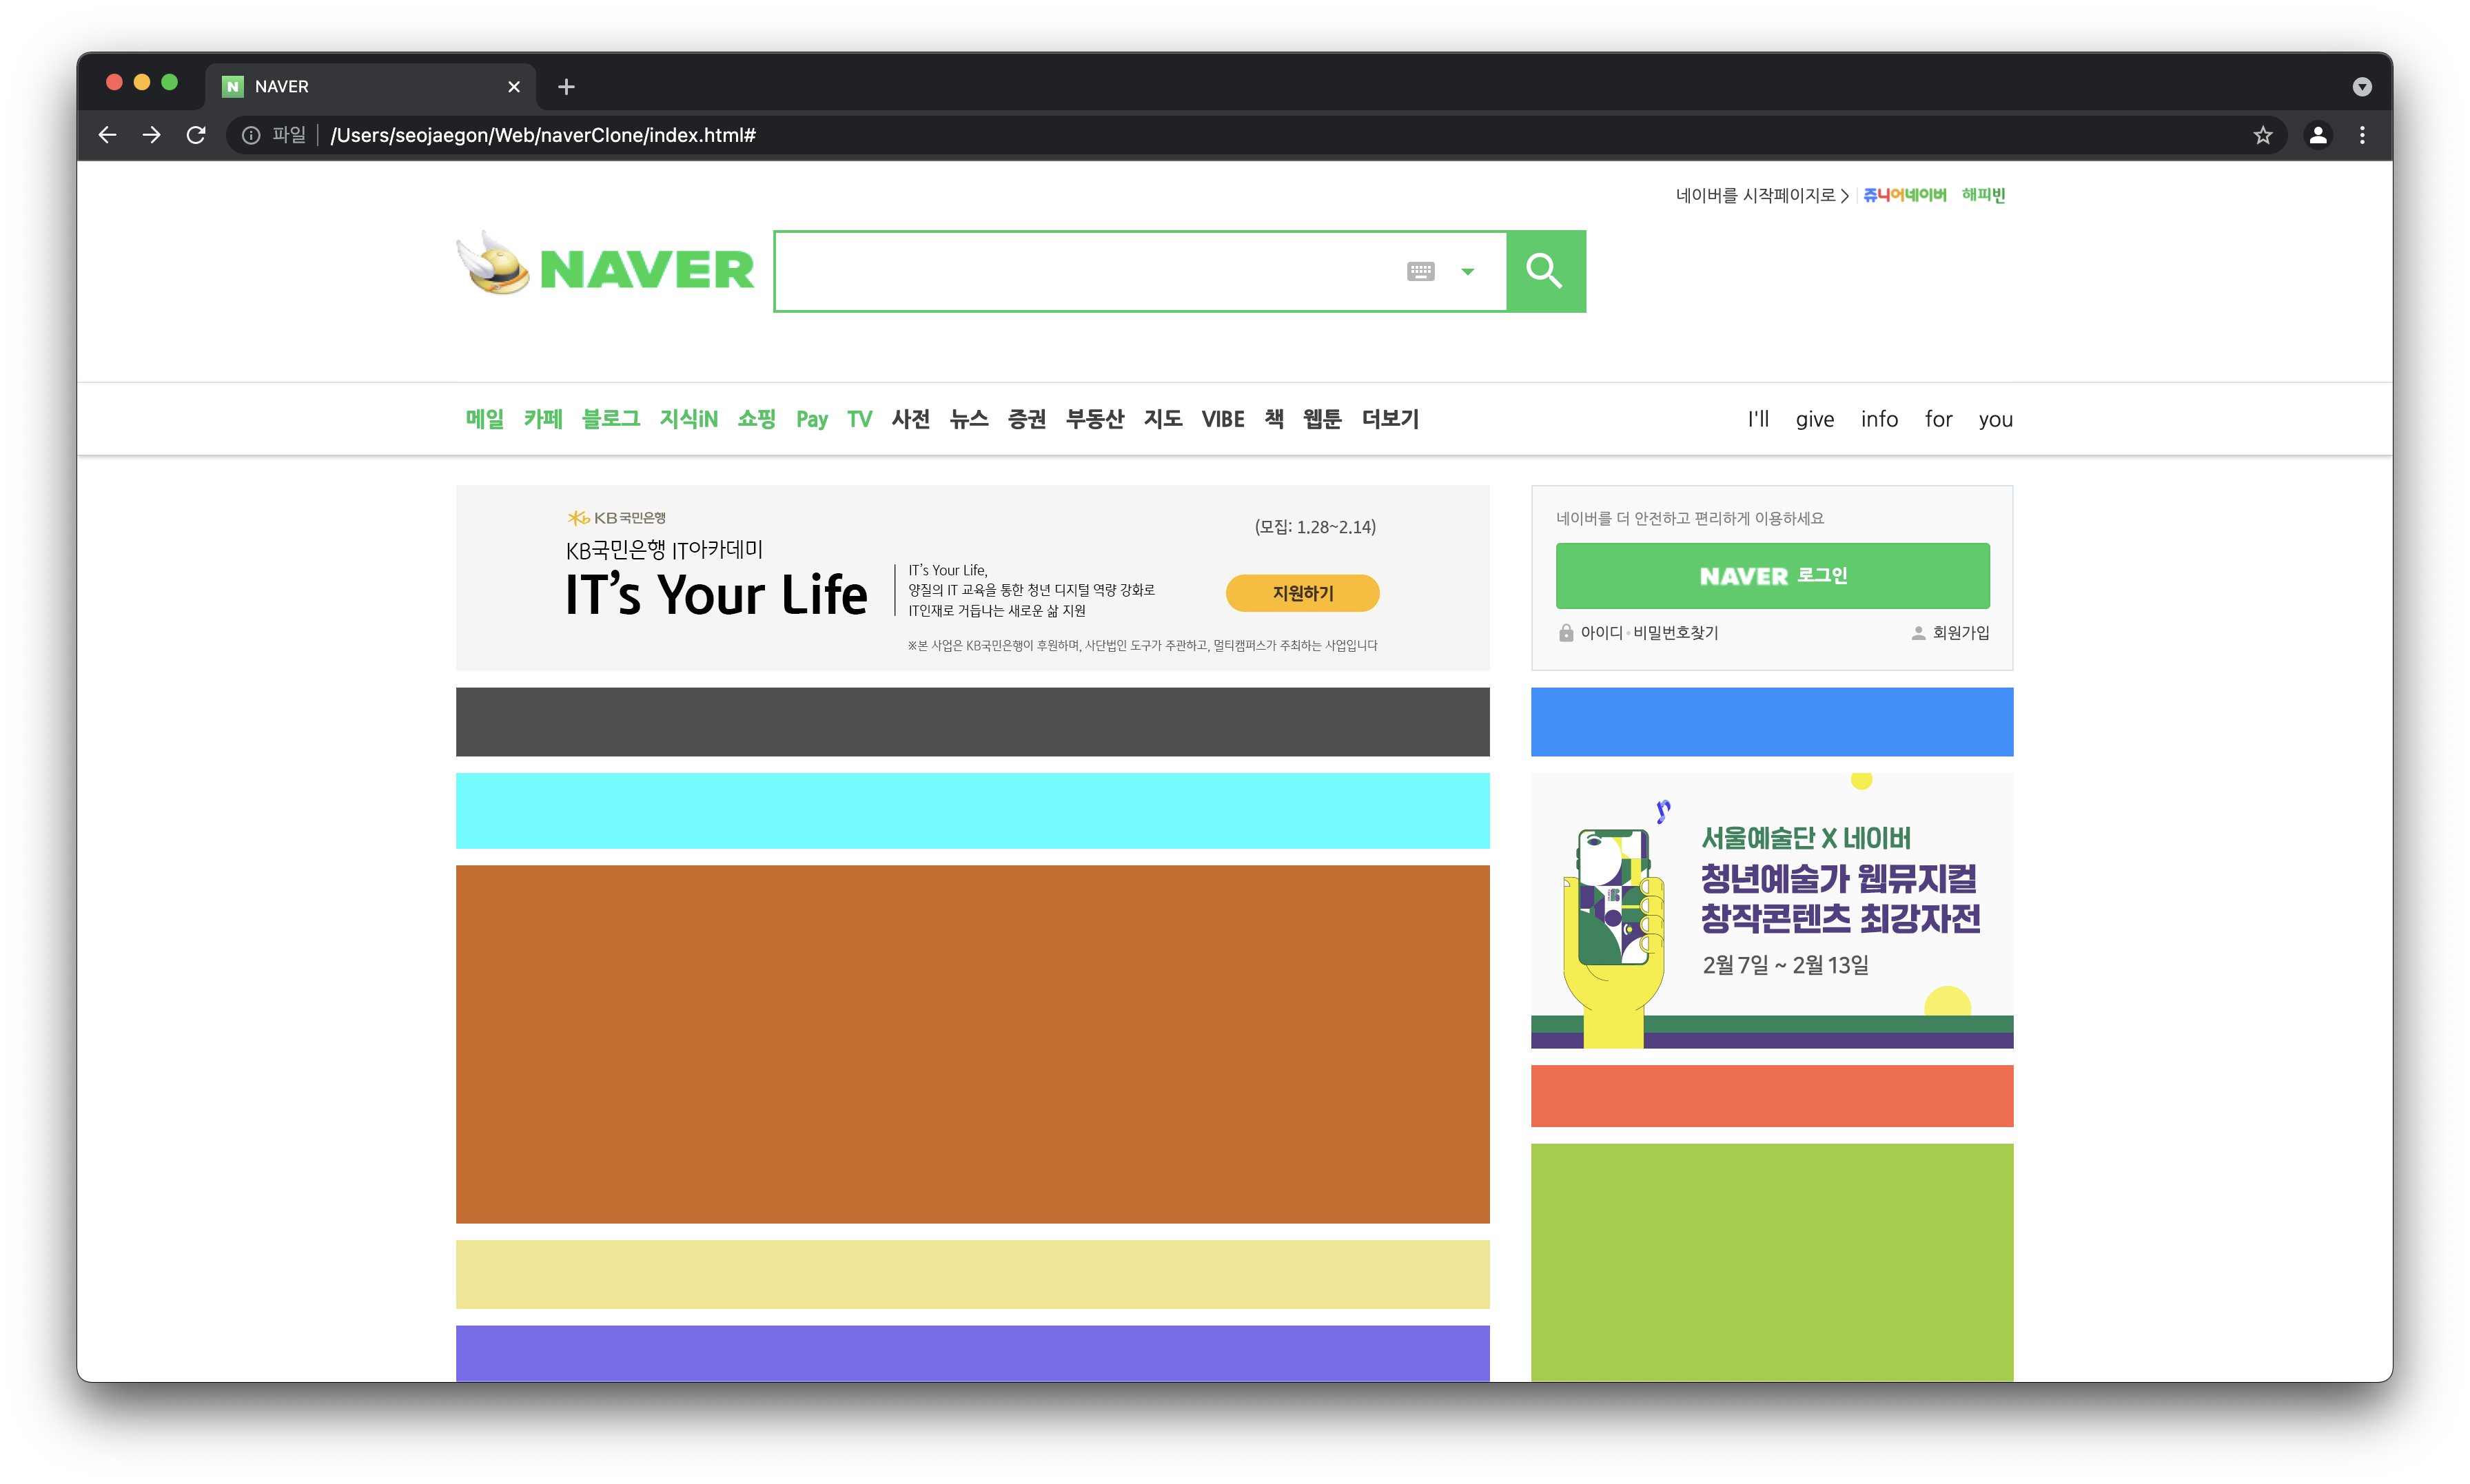 NAVER
파일 /Users/seojaegon/Web/naverClone/index.html#
네이버를 시작페이지로 > 쥬니어네이버 해피빈
NAVER
메일 카페 블로그 지식iN 쇼핑 Pay TV 사전 뉴스 증권 부동산 지도 VIBE 책 웹툰 더보기
I'll give info for you
KB국민은행
KB국민은행 IT아카데미
IT's Your Life
IT's Your Life,
양질의 IT 교육을 통한 청년 디지털 역량 강화로
IT인재로 거듭나는 새로운 삶 지원
(모집: 1.28~2.14)
지원하기
※본 사업은 KB국민은행이 후원하며, 사단법인 도구가 주관하고, 멀티캠퍼스가 주최하는 사업입니다
네이버를 더 안전하고 편리하게 이용하세요
NAVER 로그인
아이디·비밀번호찾기 회원가입
서울예술단 X 네이버
청년예술가 웹뮤지컬
창작콘텐츠 최강자전
2월 7일 ~ 2월 13일